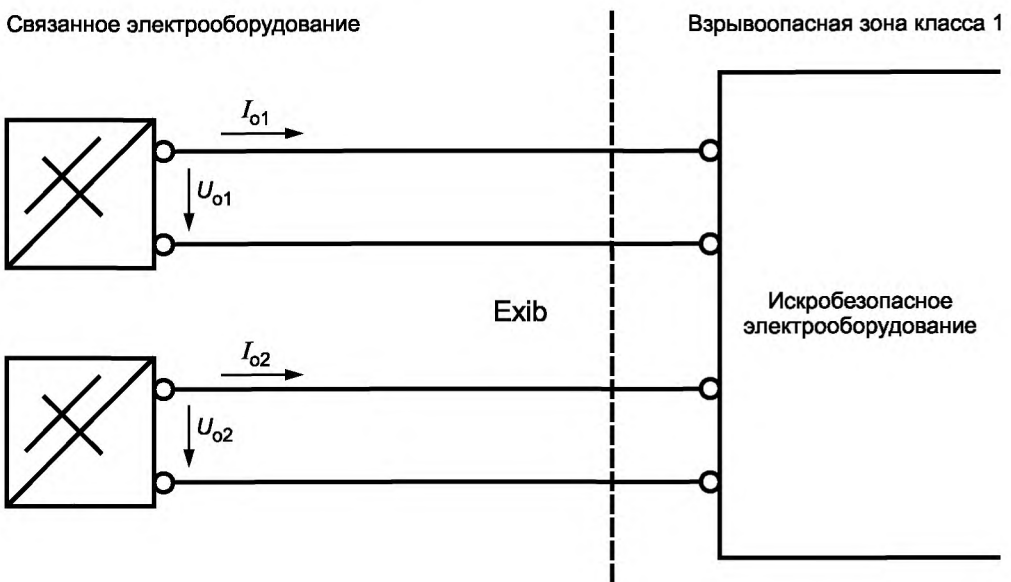 Связанное электрооборудование
Взрывоопасная зона класса 1
Io1
Uo1
Exib
Искробезопасное
электрооборудование
Io2
Uo2